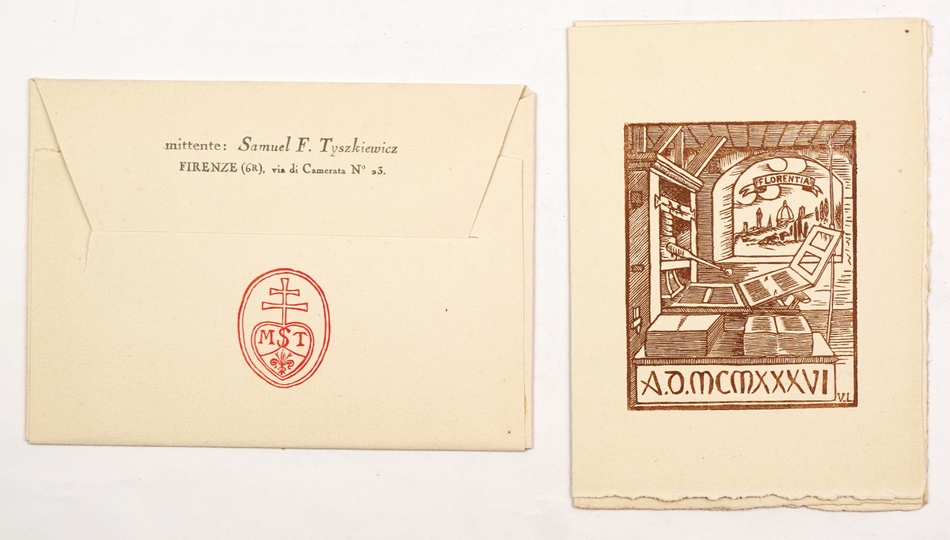 mittente: Samuel F. Tyszkiewicz
FIRENZE (6R), via di Camerata N° 23.
MST
FLORENTIA
A.D.MCMXXXVI
V.L